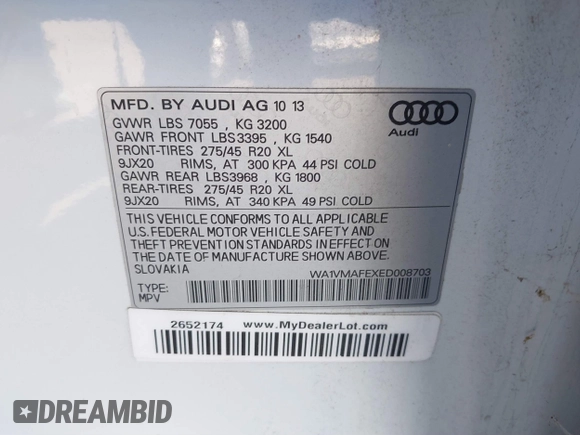 MFD. BY AUDI AG 10 13
GVWR LBS 7055 , KG 3200
GAWR FRONT LBS3395 , KG 1540
FRONT-TIRES 275/45 R20 XL
9JX20 RIMS, AT 300 KPA 44 PSI COLD
GAWR REAR LBS3968 , KG 1800
REAR-TIRES 275/45 R20 XL
9JX20 RIMS, AT 340 KPA 49 PSI COLD
Audi
THIS VEHICLE CONFORMS TO ALL APPLICABLE
U.S. FEDERAL MOTOR VEHICLE SAFETY AND
THEFT PREVENTION STANDARDS IN EFFECT ON
THE DATE OF MANUFACTURE SHOWN ABOVE.
SLOVAKIA WA1VMAFEXED008703
TYPE:
MPV
2652174 www.MyDealerLot.com
DREAMBID